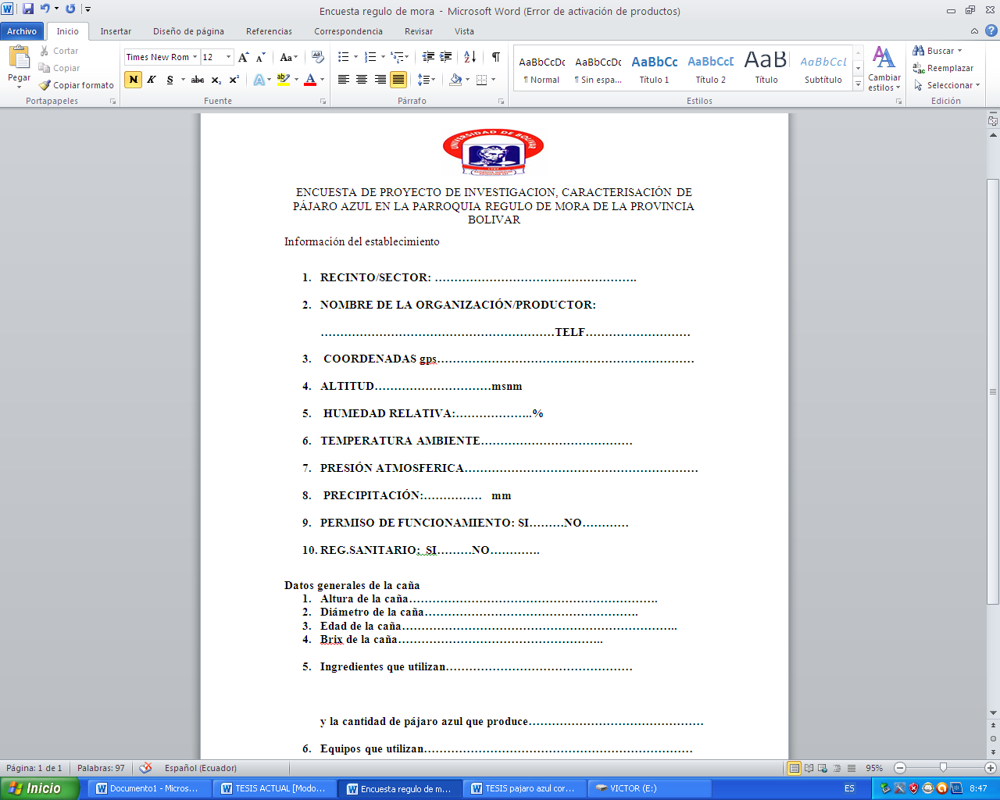 Encuesta regulo de mora - Microsoft Word (Error de activación de productos)
Archivo Inicio Insertar Diseño de página Referencias Correspondencia Revisar Vista
Pegar
Cortar
Copiar
Copiar formato
Portapapeles
Times New Rom 12
Fuente
Párrafo
AaBbCcDc AaBbCcDc AaBbCc AaBbCcD AaB AaBbCcL
¶ Normal ¶ Sin espa... Título 1 Título 2 Título Subtítulo
Estilos
Cambiar estilos
Buscar
Reemplazar
Seleccionar
Edición
UNIVERSIDAD DE BOLIVAR
ENCUESTA DE PROYECTO DE INVESTIGACION, CARACTERISACIÓN DE
PÁJARO AZUL EN LA PARROQUIA REGULO DE MORA DE LA PROVINCIA
BOLIVAR
Información del establecimiento
1. RECINTO/SECTOR: …………………………………………….
2. NOMBRE DE LA ORGANIZACIÓN/PRODUCTOR:
……………………………………………………TELF………………………
3. COORDENADAS gps…………………………………………………………
4. ALTITUD…………………………msnm
5. HUMEDAD RELATIVA:………………..%
6. TEMPERATURA AMBIENTE…………………………………
7. PRESIÓN ATMOSFERICA……………………………………………………
8. PRECIPITACIÓN:…………… mm
9. PERMISO DE FUNCIONAMIENTO: SI………NO…………
10. REG.SANITARIO: SI………NO………….
Datos generales de la caña
1. Altura de la caña……………………………………………………….
2. Diámetro de la caña……………………………………………….
3. Edad de la caña……………………………………………………………..
4. Brix de la caña……………………………………………..
5. Ingredientes que utilizan…………………………………………
y la cantidad de pájaro azul que produce………………………………………
6. Equipos que utilizan……………………………………………………………
Página: 1 de 1 Palabras: 97 Español (Ecuador) 95%
Inicio Documento1 - Micros... TESIS ACTUAL [Modo... Encuesta regulo de m... TESIS pajaro azul cor... VICTOR (E:) ES 8:47